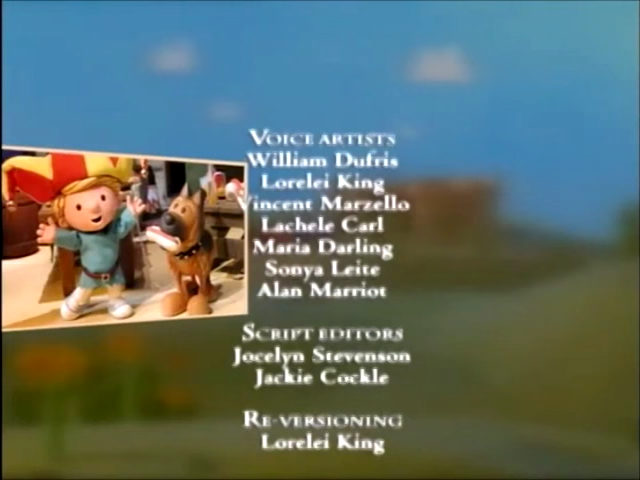 VOICE ARTISTS
William Dufris
Lorelei King
Vincent Marzello
Lachele Carl
Maria Darling
Sonya Leite
Alan Marriot
SCRIPT EDITORS
Jocelyn Stevenson
Jackie Cockle
RE-VERSIONING
Lorelei King